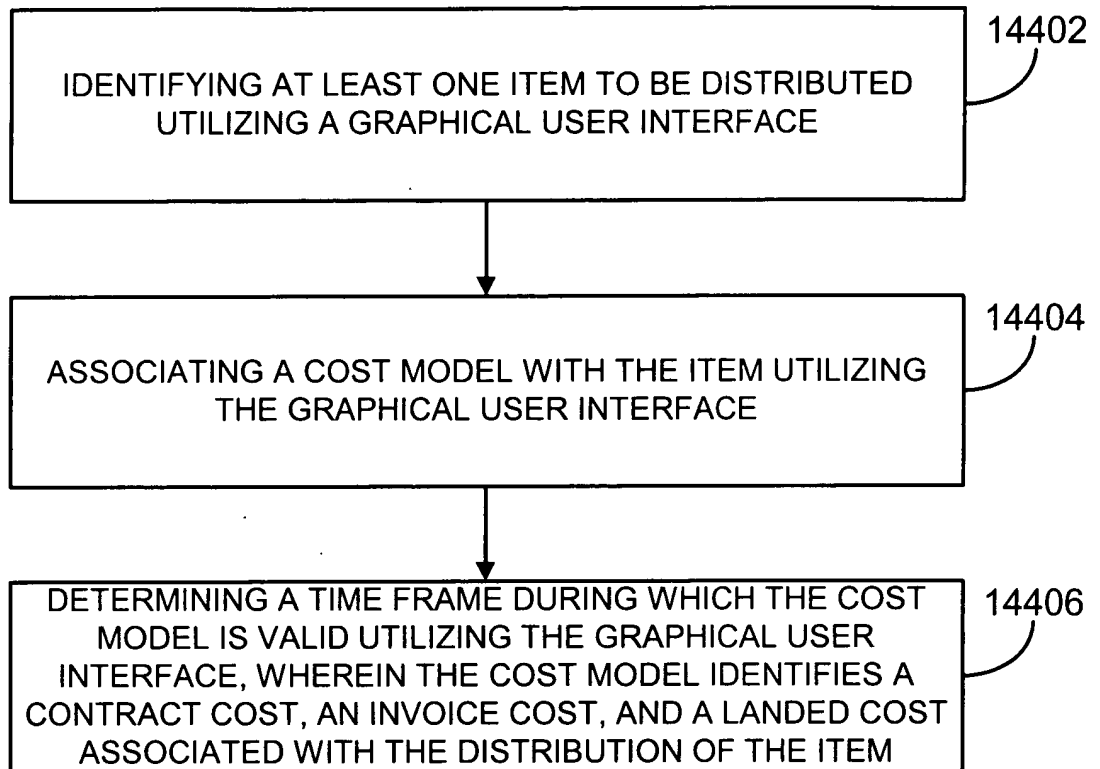 14402
IDENTIFYING AT LEAST ONE ITEM TO BE DISTRIBUTED
UTILIZING A GRAPHICAL USER INTERFACE
14404
ASSOCIATING A COST MODEL WITH THE ITEM UTILIZING
THE GRAPHICAL USER INTERFACE
14406
DETERMINING A TIME FRAME DURING WHICH THE COST
MODEL IS VALID UTILIZING THE GRAPHICAL USER
INTERFACE, WHEREIN THE COST MODEL IDENTIFIES A
CONTRACT COST, AN INVOICE COST, AND A LANDED COST
ASSOCIATED WITH THE DISTRIBUTION OF THE ITEM